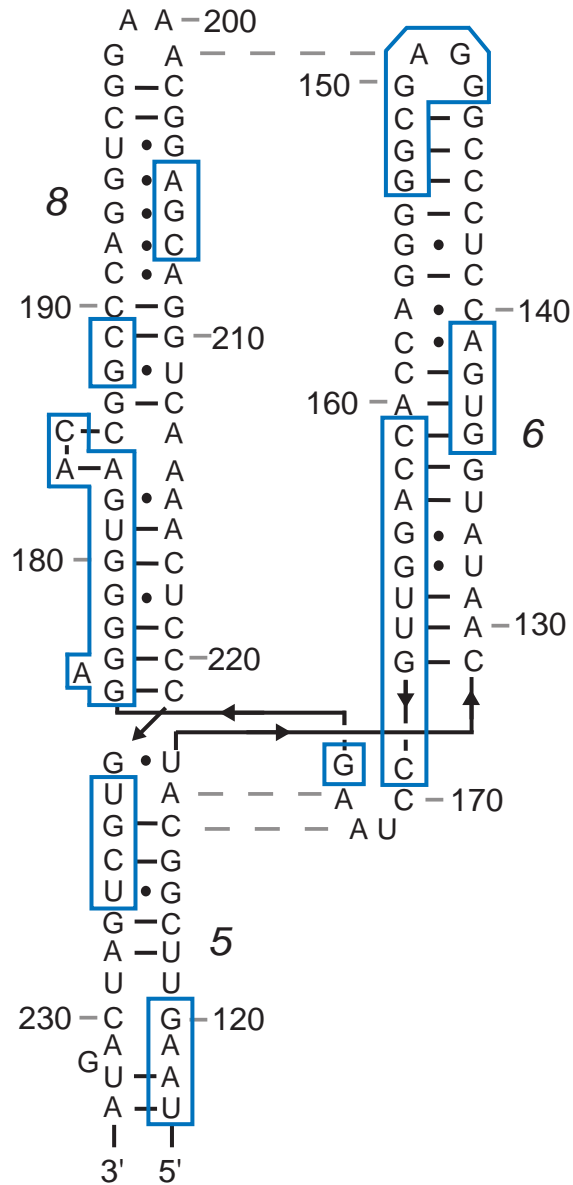 A A 200
G A A G
G C 150 G G
C G C G
U G G C
G A G C
8
G G G C
A C G U
C A G C
190 C G A C 140
C G 210 C A
G U C G
G C 160 A U
C C A C G 6
A A A C G
G A A U
U A G A
180 G C G U
G U U A
G C U A 130
A G C 220 G C
G C
G U G C
U A A C 170
G C A U
C G
U G
G C 5
A U
U U
230 C G 120
A A
G
U A
A U
3' 5'